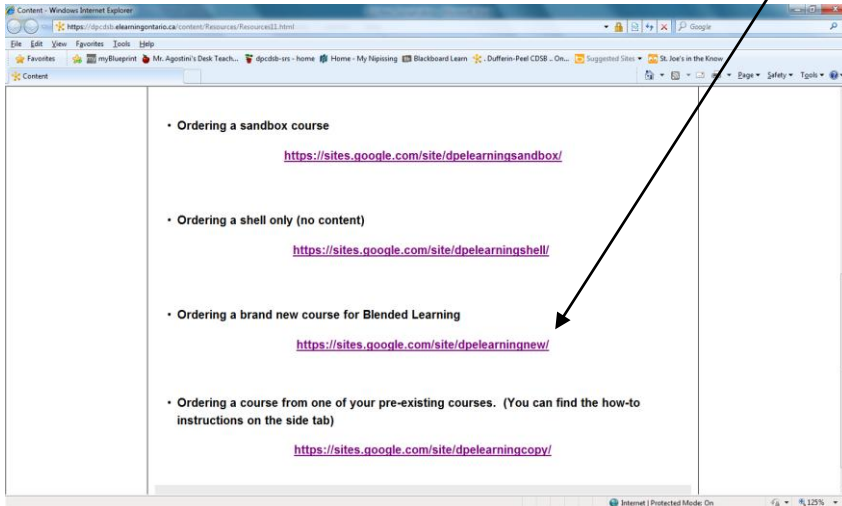 Content - Windows Internet Explorer
https://dpcdsb.elearningontario.ca/content/Resources/Resources11.html
Google
File Edit View Favorites Tools Help
Favorites myBlueprint Mr. Agostini's Desk Teach... dpcdsb-srs - home Home - My Nipissing Blackboard Learn . Dufferin-Peel CDSB .. On... Suggested Sites St. Joe's in the Know
Content Page Safety Tools
• Ordering a sandbox course
https://sites.google.com/site/dpelearningsandbox/
• Ordering a shell only (no content)
https://sites.google.com/site/dpelearningshell/
• Ordering a brand new course for Blended Learning
https://sites.google.com/site/dpelearningnew/
• Ordering a course from one of your pre-existing courses. (You can find the how-to
instructions on the side tab)
https://sites.google.com/site/dpelearningcopy/
Internet | Protected Mode: On 125%